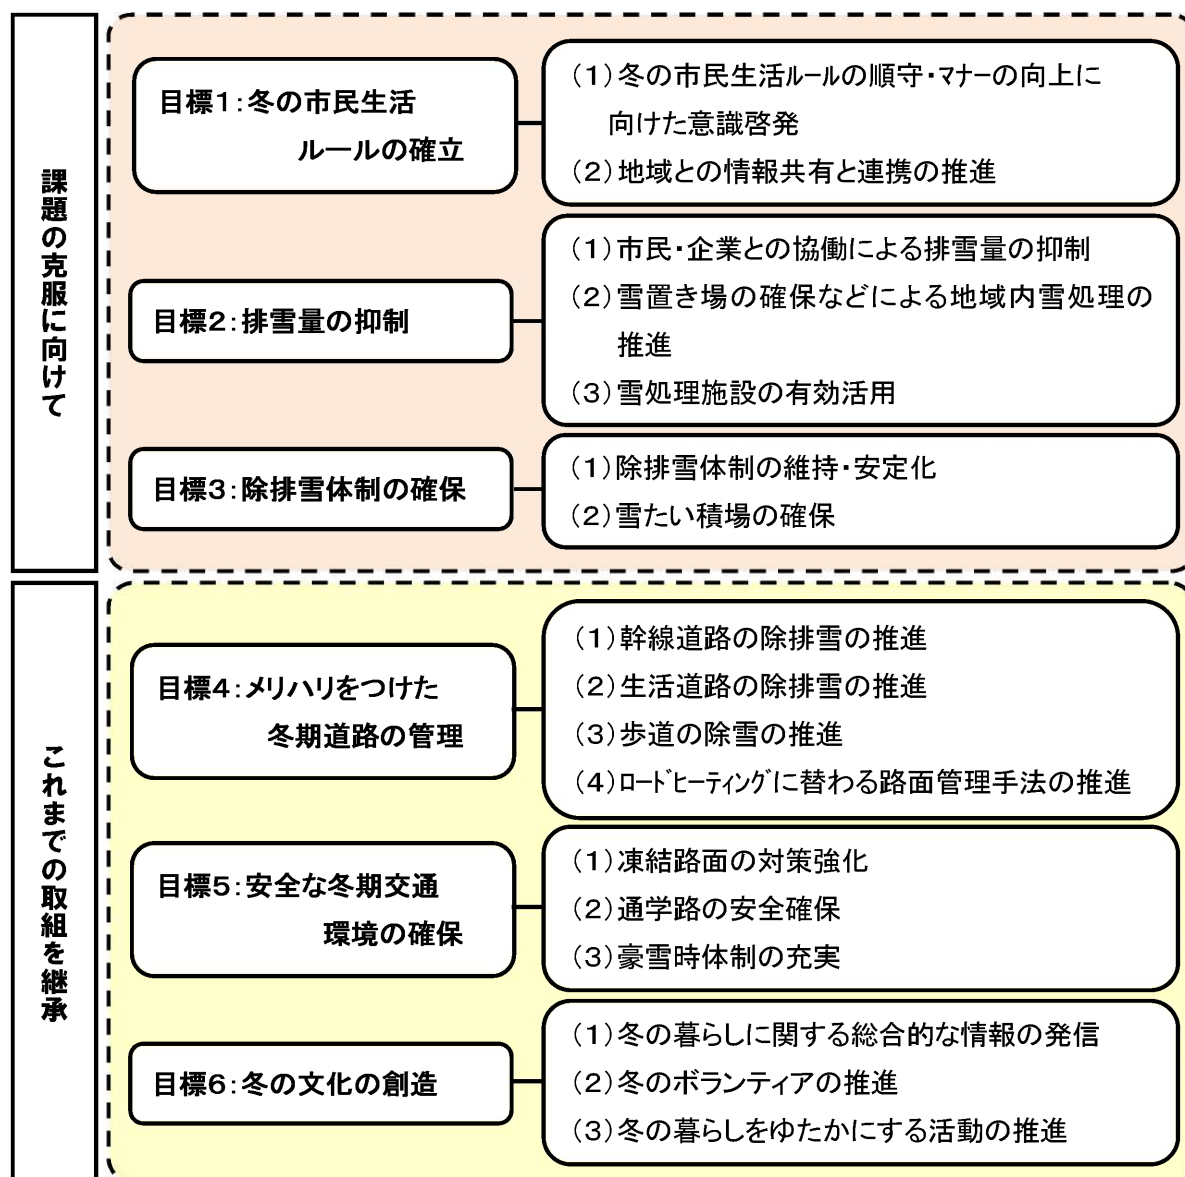 課題の克服に向けて
目標1：冬の市民生活
ルールの確立
（1）冬の市民生活ﾙｰﾙの順守・ﾏﾅｰの向上に
向けた意識啓発
（2）地域との情報共有と連携の推進
目標2：排雪量の抑制
（1）市民・企業との協働による排雪量の抑制
（2）雪置き場の確保などによる地域内雪処理の
推進
（3）雪処理施設の有効活用
目標3：除排雪体制の確保
（1）除排雪体制の維持・安定化
（2）雪たい積場の確保
これまでの取組を継承
目標4：メリハリをつけた
冬期道路の管理
（1）幹線道路の除排雪の推進
（2）生活道路の除排雪の推進
（3）歩道の除雪の推進
（4）ﾛｰﾄﾞﾋｰﾃｨﾝｸﾞに替わる路面管理手法の推進
目標5：安全な冬期交通
環境の確保
（1）凍結路面の対策強化
（2）通学路の安全確保
（3）豪雪時体制の充実
目標6：冬の文化の創造
（1）冬の暮らしに関する総合的な情報の発信
（2）冬のボランティアの推進
（3）冬の暮らしをゆたかにする活動の推進